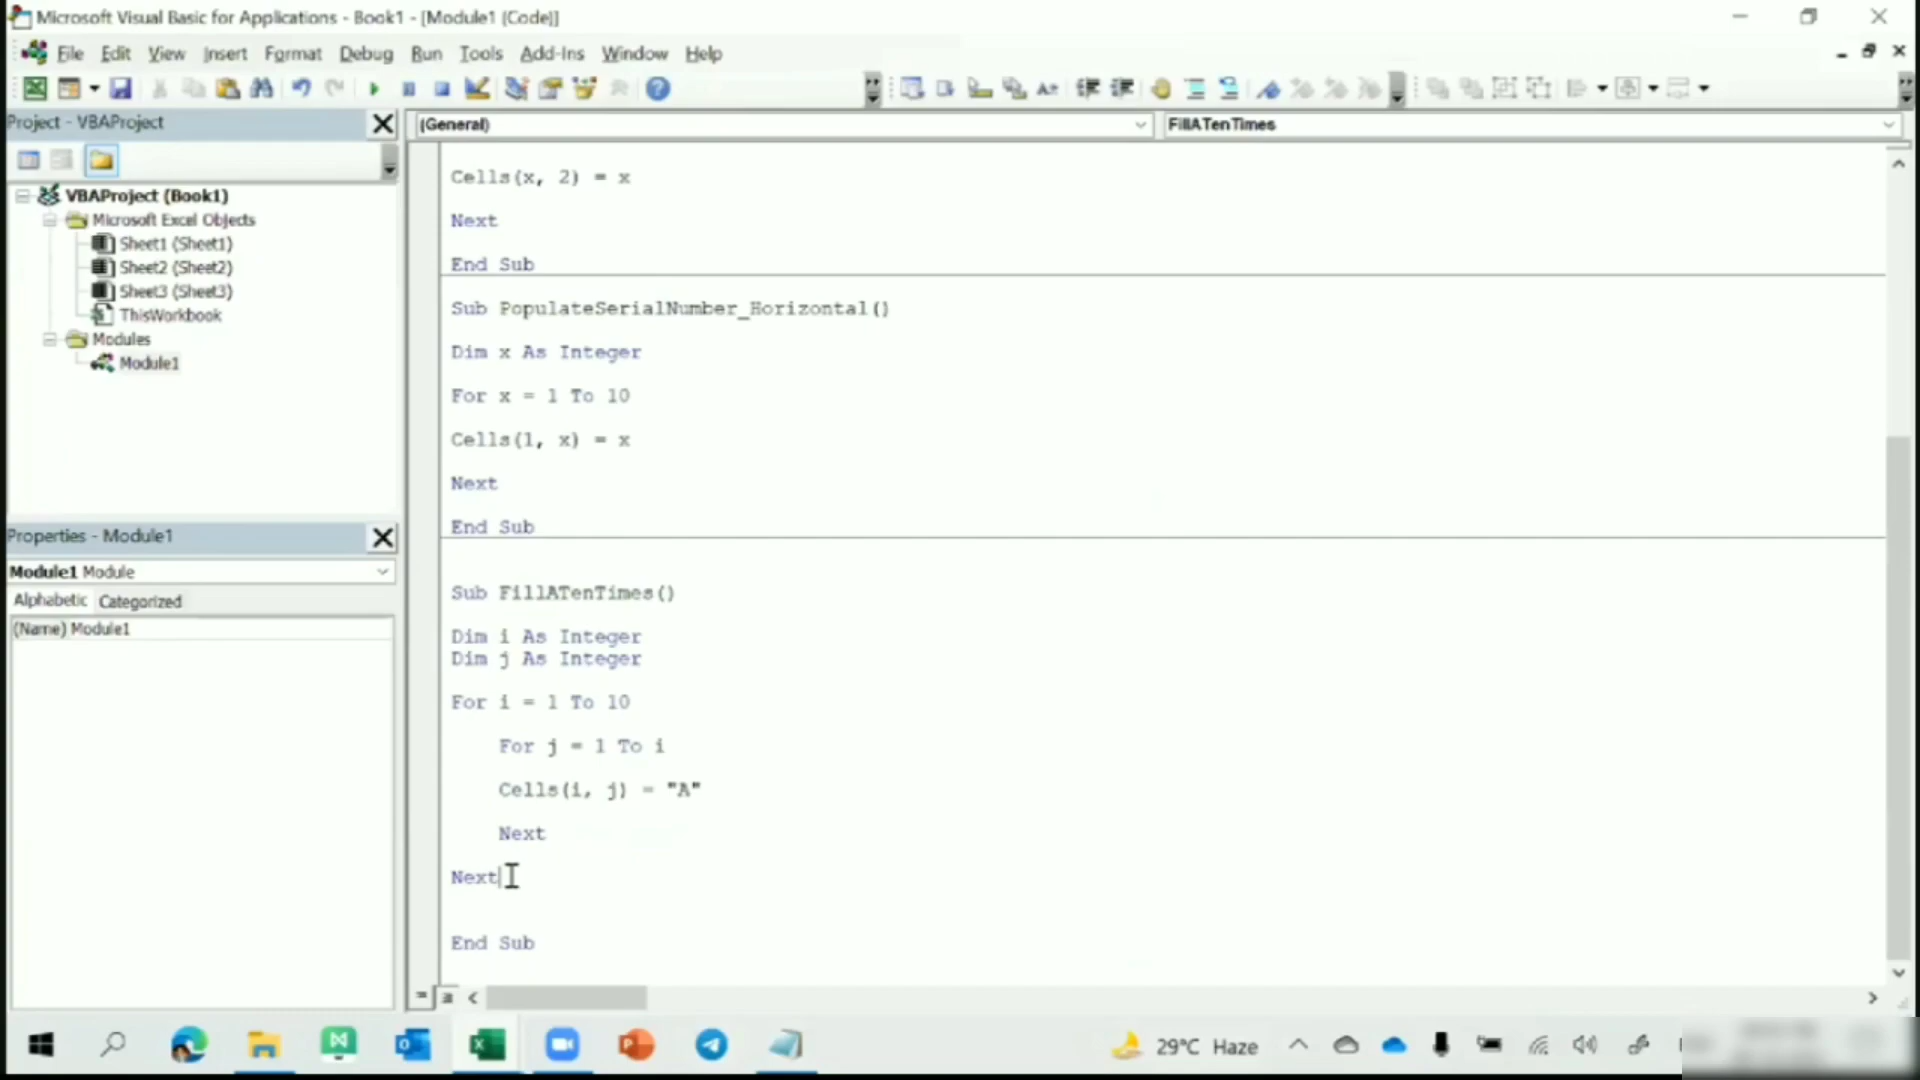 Microsoft Visual Basic for Applications - Book1 - [Module1 (Code)]
File Edit View Insert Format Debug Run Tools Add-Ins Window Help
Project - VBAProject
(General)
FillATenTimes
VBAProject (Book1)
Microsoft Excel Objects
Sheet1 (Sheet1)
Sheet2 (Sheet2)
Sheet3 (Sheet3)
ThisWorkbook
Modules
Module1
Properties - Module1
Module1 Module
Alphabetic Categorized
(Name) Module1
Cells(x, 2) = x
Next
End Sub
Sub PopulateSerialNumber_Horizontal()
Dim x As Integer
For x = 1 To 10
Cells(1, x) = x
Next
End Sub
Sub FillATenTimes()
Dim i As Integer
Dim j As Integer
For i = 1 To 10
For j = 1 To i
Cells(i, j) = "A"
Next
Next
End Sub
29°C Haze